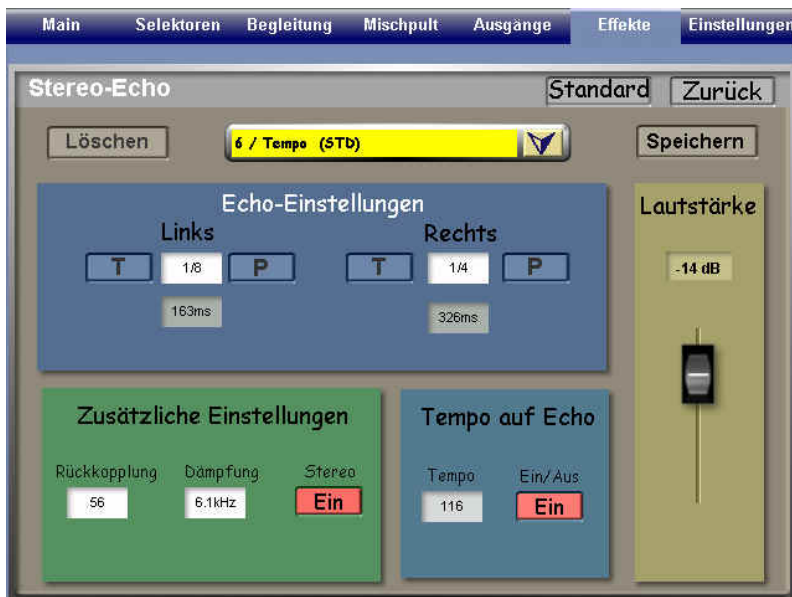 Main Selektoren Begleitung Mischpult Ausgänge Effekte Einstellungen
Stereo-Echo Standard Zurück
Löschen 6 / Tempo (STD) Speichern
Echo-Einstellungen
Links Rechts
T 1/8 P T 1/4 P
163ms 326ms
Lautstärke
-14 dB
Zusätzliche Einstellungen
Rückkopplung Dämpfung Stereo
56 6.1kHz Ein
Tempo auf Echo
Tempo Ein/Aus
116 Ein